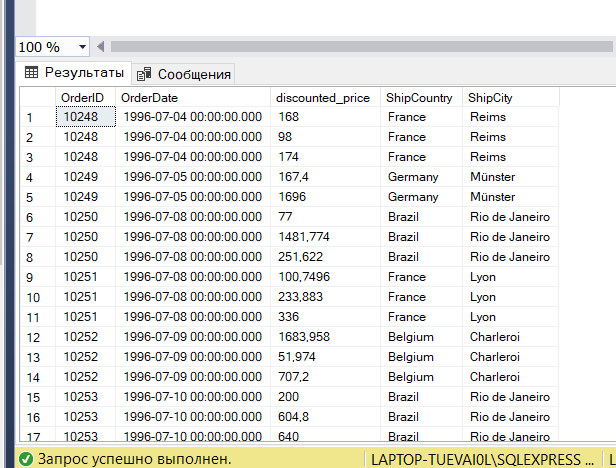 100 %
Результаты Сообщения
OrderID OrderDate discounted_price ShipCountry ShipCity
1 10248 1996-07-04 00:00:00.000 168 France Reims
2 10248 1996-07-04 00:00:00.000 98 France Reims
3 10248 1996-07-04 00:00:00.000 174 France Reims
4 10249 1996-07-05 00:00:00.000 167,4 Germany Münster
5 10249 1996-07-05 00:00:00.000 1696 Germany Münster
6 10250 1996-07-08 00:00:00.000 77 Brazil Rio de Janeiro
7 10250 1996-07-08 00:00:00.000 1481,774 Brazil Rio de Janeiro
8 10250 1996-07-08 00:00:00.000 251,622 Brazil Rio de Janeiro
9 10251 1996-07-08 00:00:00.000 100,7496 France Lyon
10 10251 1996-07-08 00:00:00.000 233,883 France Lyon
11 10251 1996-07-08 00:00:00.000 336 France Lyon
12 10252 1996-07-09 00:00:00.000 1683,958 Belgium Charleroi
13 10252 1996-07-09 00:00:00.000 51,974 Belgium Charleroi
14 10252 1996-07-09 00:00:00.000 707,2 Belgium Charleroi
15 10253 1996-07-10 00:00:00.000 200 Brazil Rio de Janeiro
16 10253 1996-07-10 00:00:00.000 604,8 Brazil Rio de Janeiro
17 10253 1996-07-10 00:00:00.000 640 Brazil Rio de Janeiro
Запрос успешно выполнен. LAPTOP-TUEVAI0L\SQLEXPRESS ...